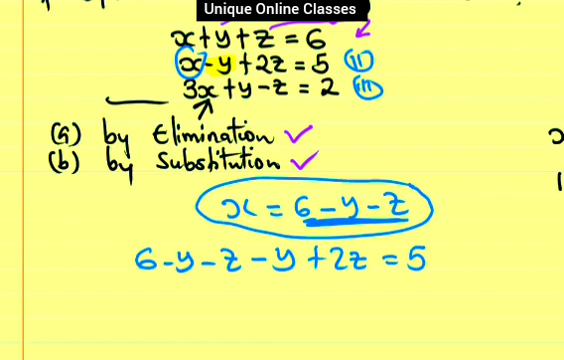 Unique Online Classes
x+y+z=6
x-y+2z=5 (ii)
3x+y-z=2 (iii)
(a) by Elimination ✓
(b) by Substitution ✓
x = 6-y-z
6-y-z-y+2z=5